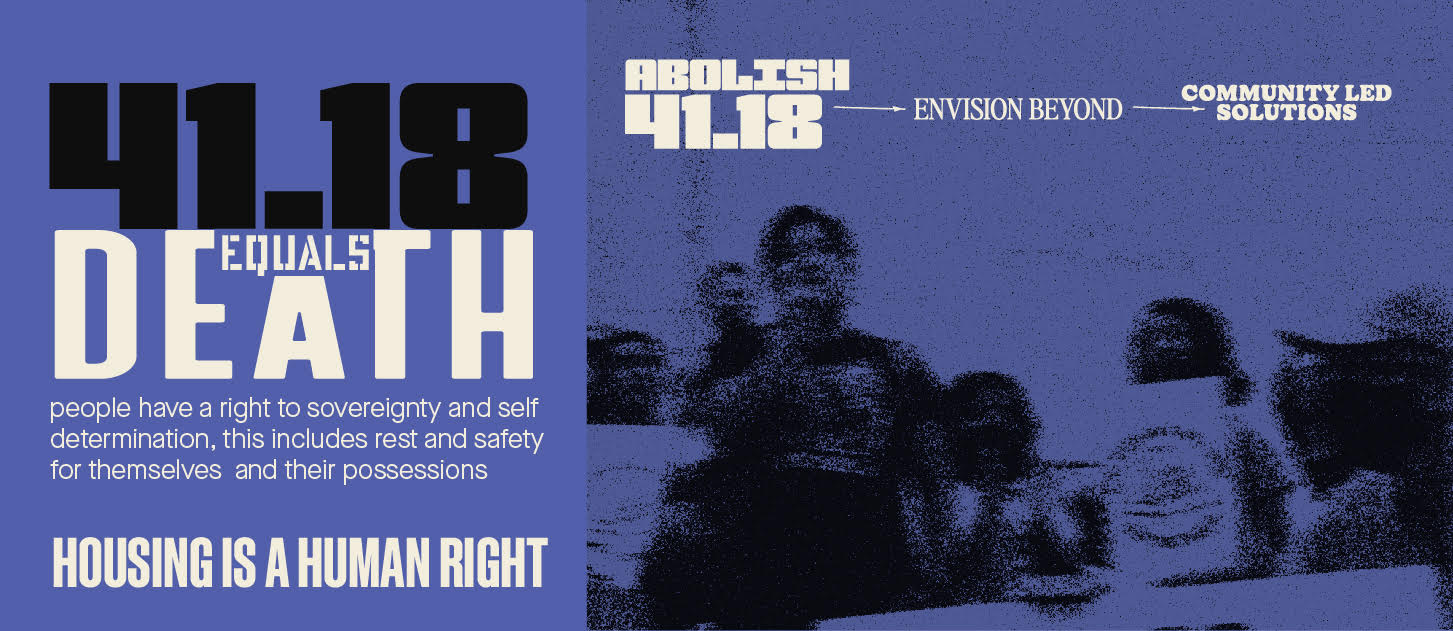 41.18
EQUALS
DEATH
people have a right to sovereignty and self
determination, this includes rest and safety
for themselves  and their possessions
HOUSING IS A HUMAN RIGHT
ABOLISH
41.18
ENVISION BEYOND
COMMUNITY LED
SOLUTIONS